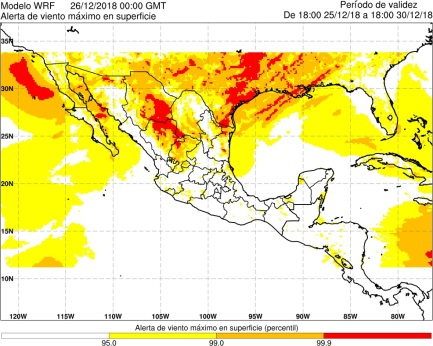 Modelo WRF 26/12/2018 00:00 GMT Período de validez
Alerta de viento máximo en superficie De 18:00 25/12/18 a 18:00 30/12/18
35N
30N
25N
20N
15N
10N
120W 115W 110W 105W 100W 95W 90W 85W 80W
Alerta de viento máximo en superficie (percentil)
95.0 99.0 99.9